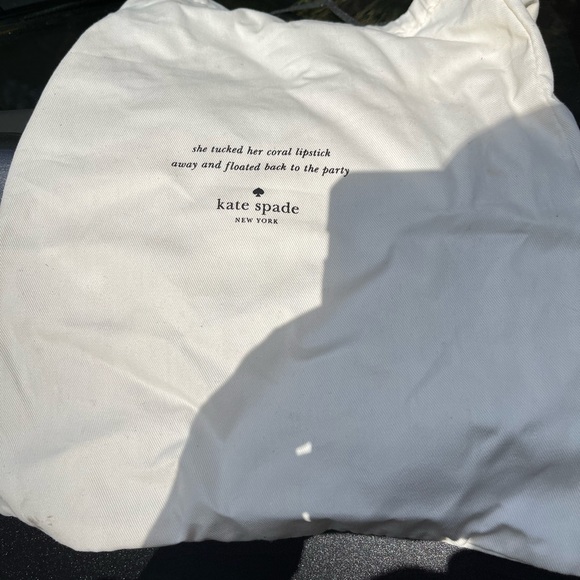 she tucked her coral lipstick
away and floated back to the party
kate spade
NEW YORK